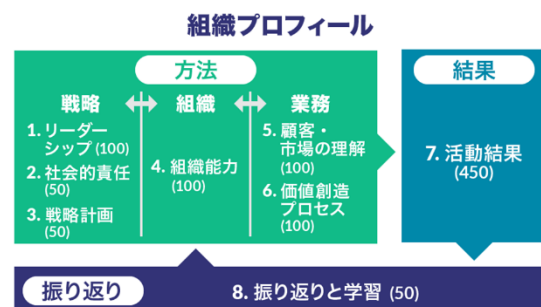 組織プロフィール
方法
戦略
組織
業務
1. リーダー
シップ (100)
2. 社会的責任
(50)
3. 戦略計画
(50)
4. 組織能力
(100)
5. 顧客・
市場の理解
(100)
6. 価値創造
プロセス
(100)
結果
7. 活動結果
(450)
振り返り
8. 振り返りと学習 (50)